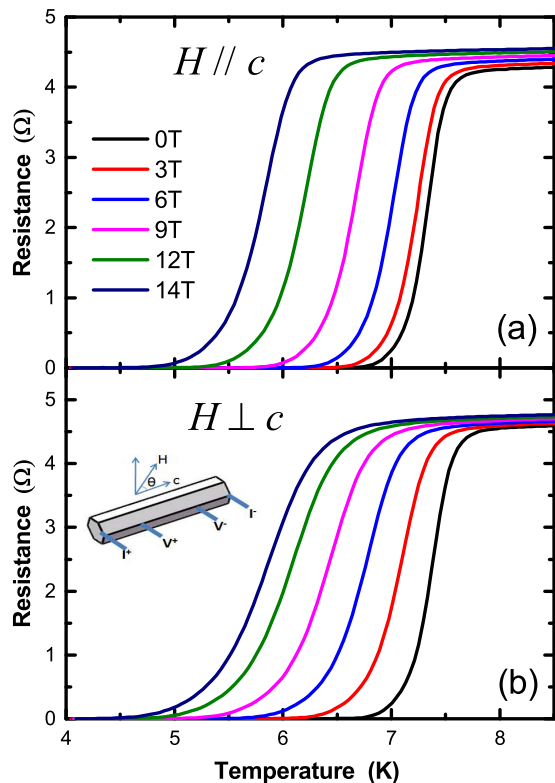 5
4
3
2
1
0
Resistance (Ω)
H // c
0T
3T
6T
9T
12T
14T
(a)
5
4
3
2
1
0
Resistance (Ω)
H ⊥ c
H
θ
c
I⁺
V⁺
V⁻
I⁻
(b)
4 5 6 7 8
Temperature (K)